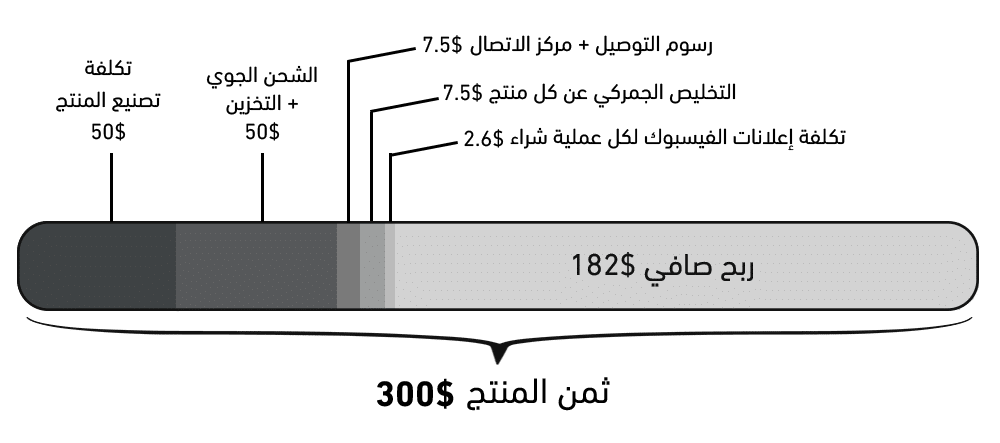 رسوم التوصيل + مركز الاتصال 7.5$
التخليص الجمركي عن كل منتج 7.5$
تكلفة إعلانات الفيسبوك لكل عملية شراء 2.6$
الشحن الجوي
+ التخزين
50$
تكلفة
تصنيع المنتج
50$
ربح صافي 182$
ثمن المنتج 300$